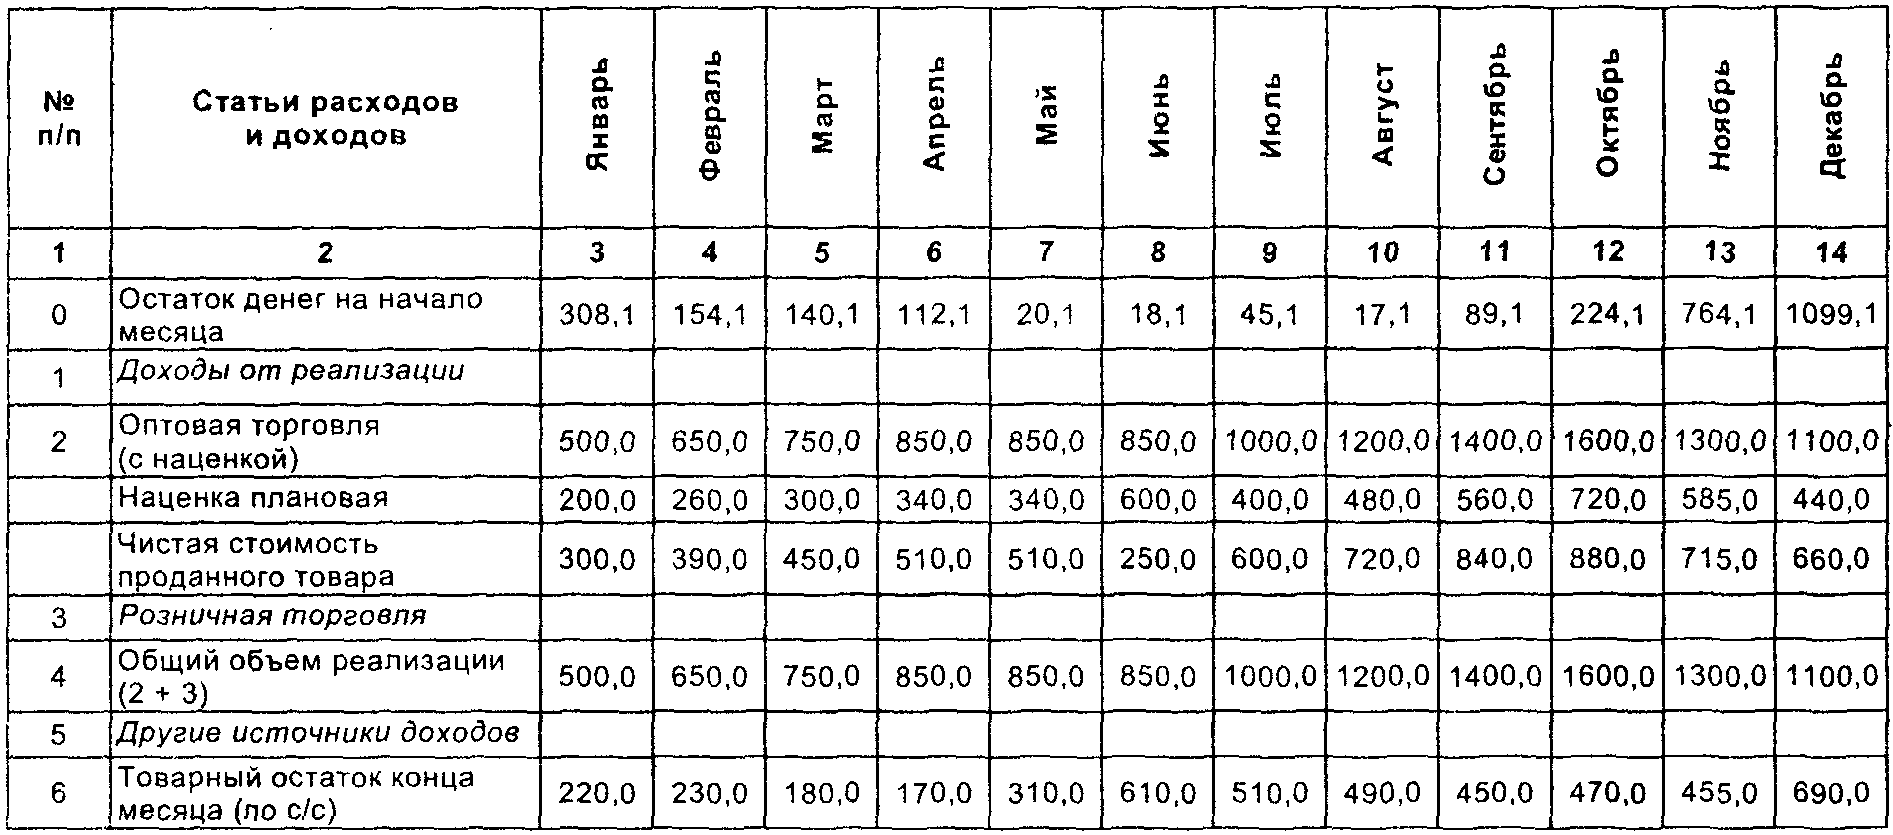 № п/п | Статьи расходов и доходов | Январь | Февраль | Март | Апрель | Май | Июнь | Июль | Август | Сентябрь | Октябрь | Ноябрь | Декабрь
1 | 2 | 3 | 4 | 5 | 6 | 7 | 8 | 9 | 10 | 11 | 12 | 13 | 14
0 | Остаток денег на начало месяца | 308,1 | 154,1 | 140,1 | 112,1 | 20,1 | 18,1 | 45,1 | 17,1 | 89,1 | 224,1 | 764,1 | 1099,1
1 | Доходы от реализации
2 | Оптовая торговля (с наценкой) | 500,0 | 650,0 | 750,0 | 850,0 | 850,0 | 850,0 | 1000,0 | 1200,0 | 1400,0 | 1600,0 | 1300,0 | 1100,0
Наценка плановая | 200,0 | 260,0 | 300,0 | 340,0 | 340,0 | 600,0 | 400,0 | 480,0 | 560,0 | 720,0 | 585,0 | 440,0
Чистая стоимость проданного товара | 300,0 | 390,0 | 450,0 | 510,0 | 510,0 | 250,0 | 600,0 | 720,0 | 840,0 | 880,0 | 715,0 | 660,0
3 | Розничная торговля
4 | Общий объем реализации (2 + 3) | 500,0 | 650,0 | 750,0 | 850,0 | 850,0 | 850,0 | 1000,0 | 1200,0 | 1400,0 | 1600,0 | 1300,0 | 1100,0
5 | Другие источники доходов
6 | Товарный остаток конца месяца (по с/с) | 220,0 | 230,0 | 180,0 | 170,0 | 310,0 | 610,0 | 510,0 | 490,0 | 450,0 | 470,0 | 455,0 | 690,0